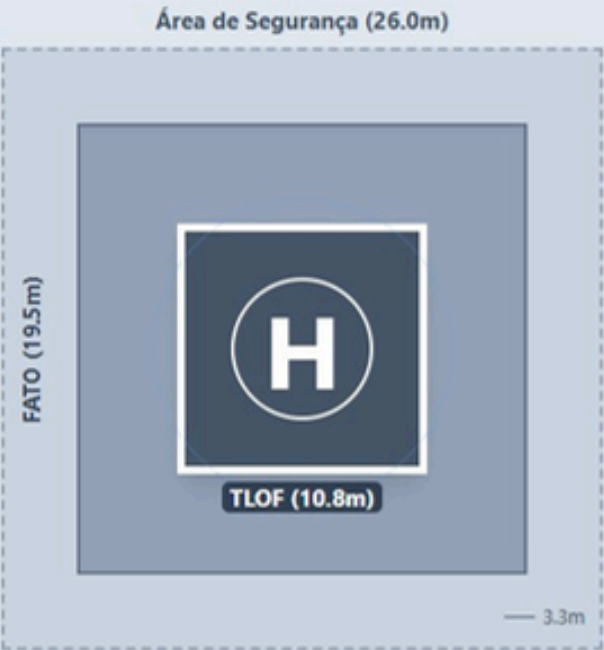 Área de Segurança (26.0m)
FATO (19.5m)
H
TLOF (10.8m)
3.3m